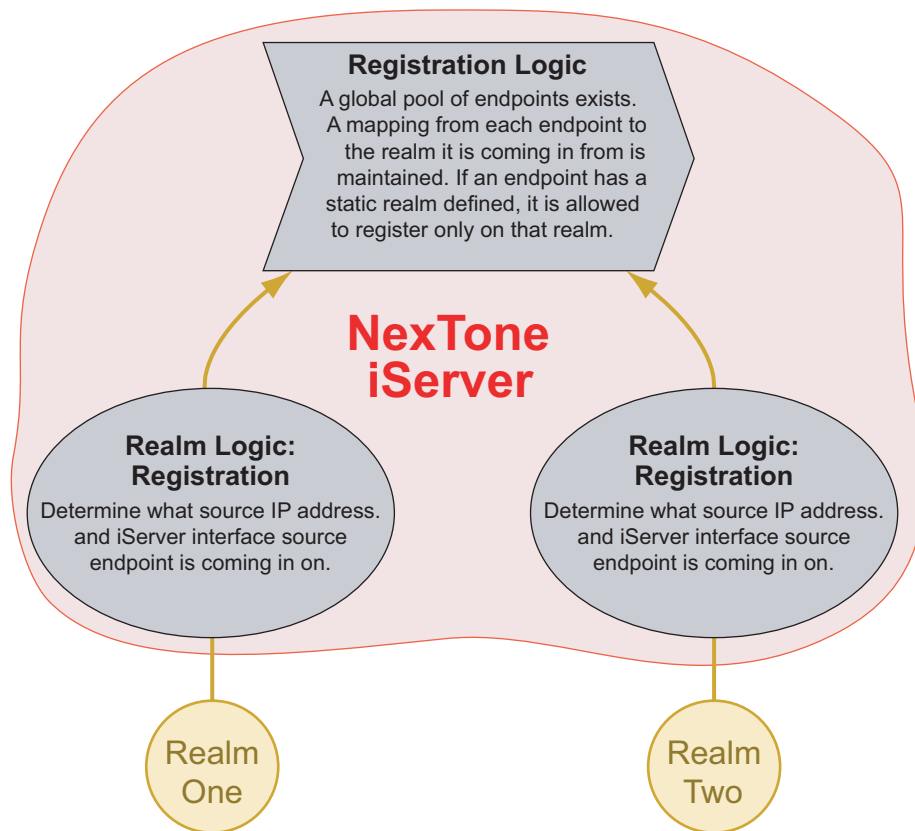 Registration Logic
A global pool of endpoints exists.
A mapping from each endpoint to
the realm it is coming in from is
maintained. If an endpoint has a
static realm defined, it is allowed
to register only on that realm.
NexTone
iServer
Realm Logic:
Registration
Determine what source IP address.
and iServer interface source
endpoint is coming in on.
Realm Logic:
Registration
Determine what source IP address.
and iServer interface source
endpoint is coming in on.
Realm
One
Realm
Two